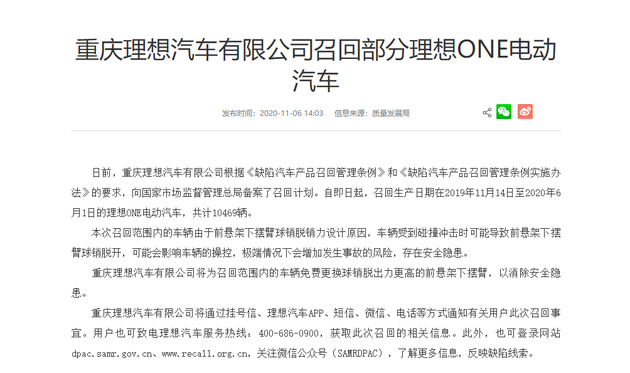 重庆理想汽车有限公司召回部分理想ONE电动
汽车
发布时间：2020-11-06 14:03 信息来源：质量发展局
日前，重庆理想汽车有限公司根据《缺陷汽车产品召回管理条例》和《缺陷汽车产品召回管理条例实施办
法》的要求，向国家市场监督管理总局备案了召回计划。自即日起，召回生产日期在2019年11月14日至2020年6
月1日的理想ONE电动汽车，共计10469辆。
本次召回范围内的车辆由于前悬架下摆臂球销脱销力设计原因，车辆受到碰撞冲击时可能导致前悬架下摆
臂球销脱开，可能会影响车辆的操控，极端情况下会增加发生事故的风险，存在安全隐患。
重庆理想汽车有限公司将为召回范围内的车辆免费更换球销脱出力更高的前悬架下摆臂，以消除安全隐
患。
重庆理想汽车有限公司将通过挂号信、理想汽车APP、短信、微信、电话等方式通知有关用户此次召回事
宜。用户也可致电理想汽车服务热线：400-686-0900，获取此次召回的相关信息。此外，也可登录网站
dpac.samr.gov.cn、www.recall.org.cn，关注微信公众号（SAMRDPAC），了解更多信息，反映缺陷线索。